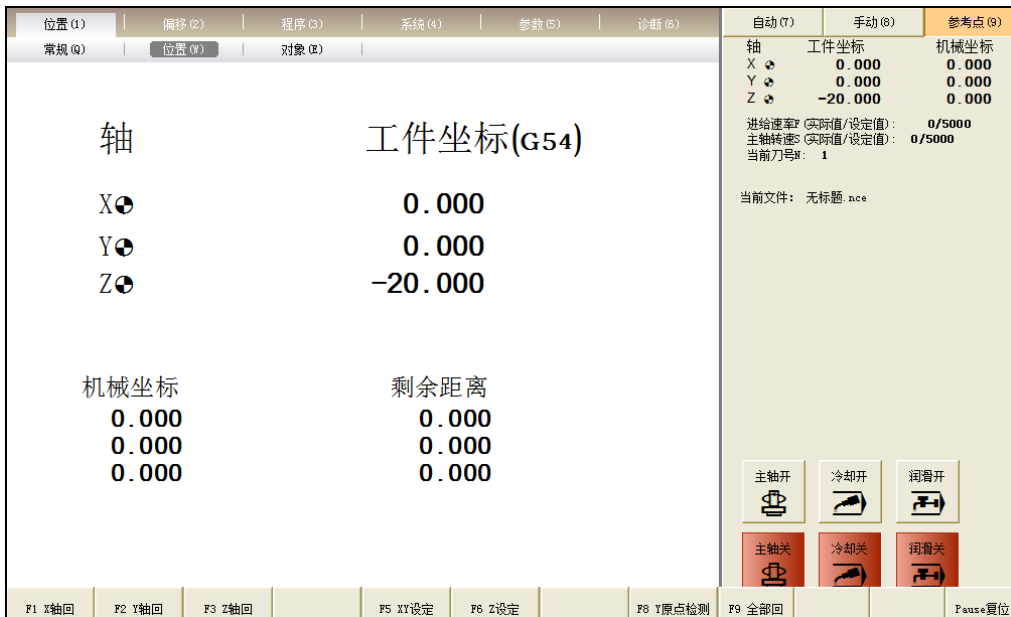 位置(1) 偏移(2) 程序(3) 系统(4) 参数(5) 诊断(6) 自动(7) 手动(8) 参考点(9)
常规(Q) 位置(W) 对象(E)
轴 工件坐标(G54)
X 0.000
Y 0.000
Z -20.000
机械坐标 剩余距离
0.000 0.000
0.000 0.000
0.000 0.000
轴 工件坐标 机械坐标
X 0.000 0.000
Y 0.000 0.000
Z -20.000 0.000
进给速率F(实际值/设定值): 0/5000
主轴转速S(实际值/设定值): 0/5000
当前刀号N: 1
当前文件: 无标题.nce
主轴开 冷却开 润滑开
主轴关 冷却关 润滑关
F1 X轴回 F2 Y轴回 F3 Z轴回 F5 XY设定 F6 Z设定 F8 Y原点检测 F9 全部回 Pause复位